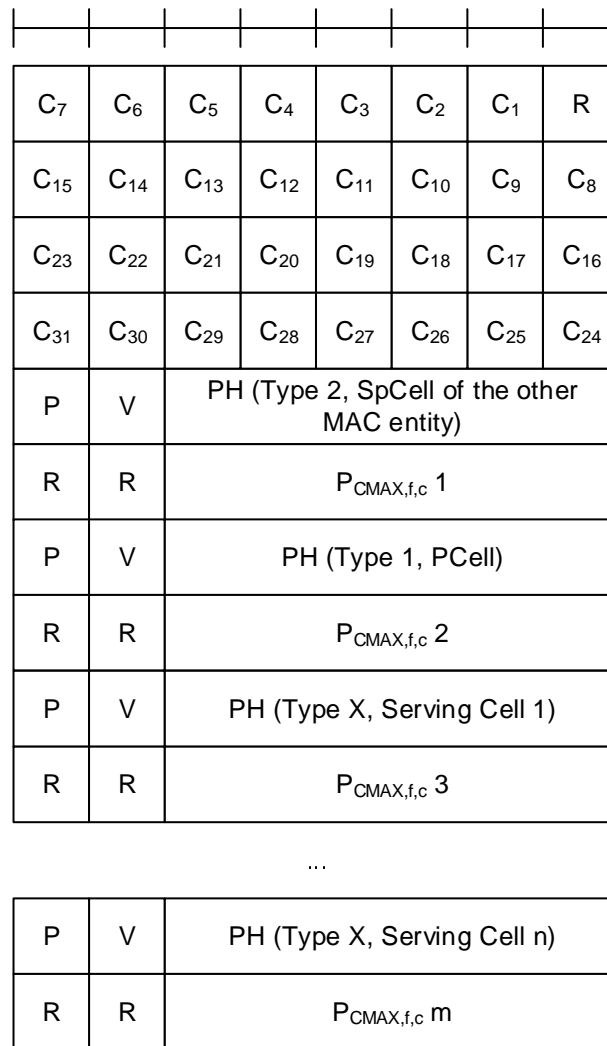 C7 C6 C5 C4 C3 C2 C1 R
C15 C14 C13 C12 C11 C10 C9 C8
C23 C22 C21 C20 C19 C18 C17 C16
C31 C30 C29 C28 C27 C26 C25 C24
P V PH (Type 2, SpCell of the other
MAC entity)
R R PCMAX,f,c 1
P V PH (Type 1, PCell)
R R PCMAX,f,c 2
P V PH (Type X, Serving Cell 1)
R R PCMAX,f,c 3
...
P V PH (Type X, Serving Cell n)
R R PCMAX,f,c m